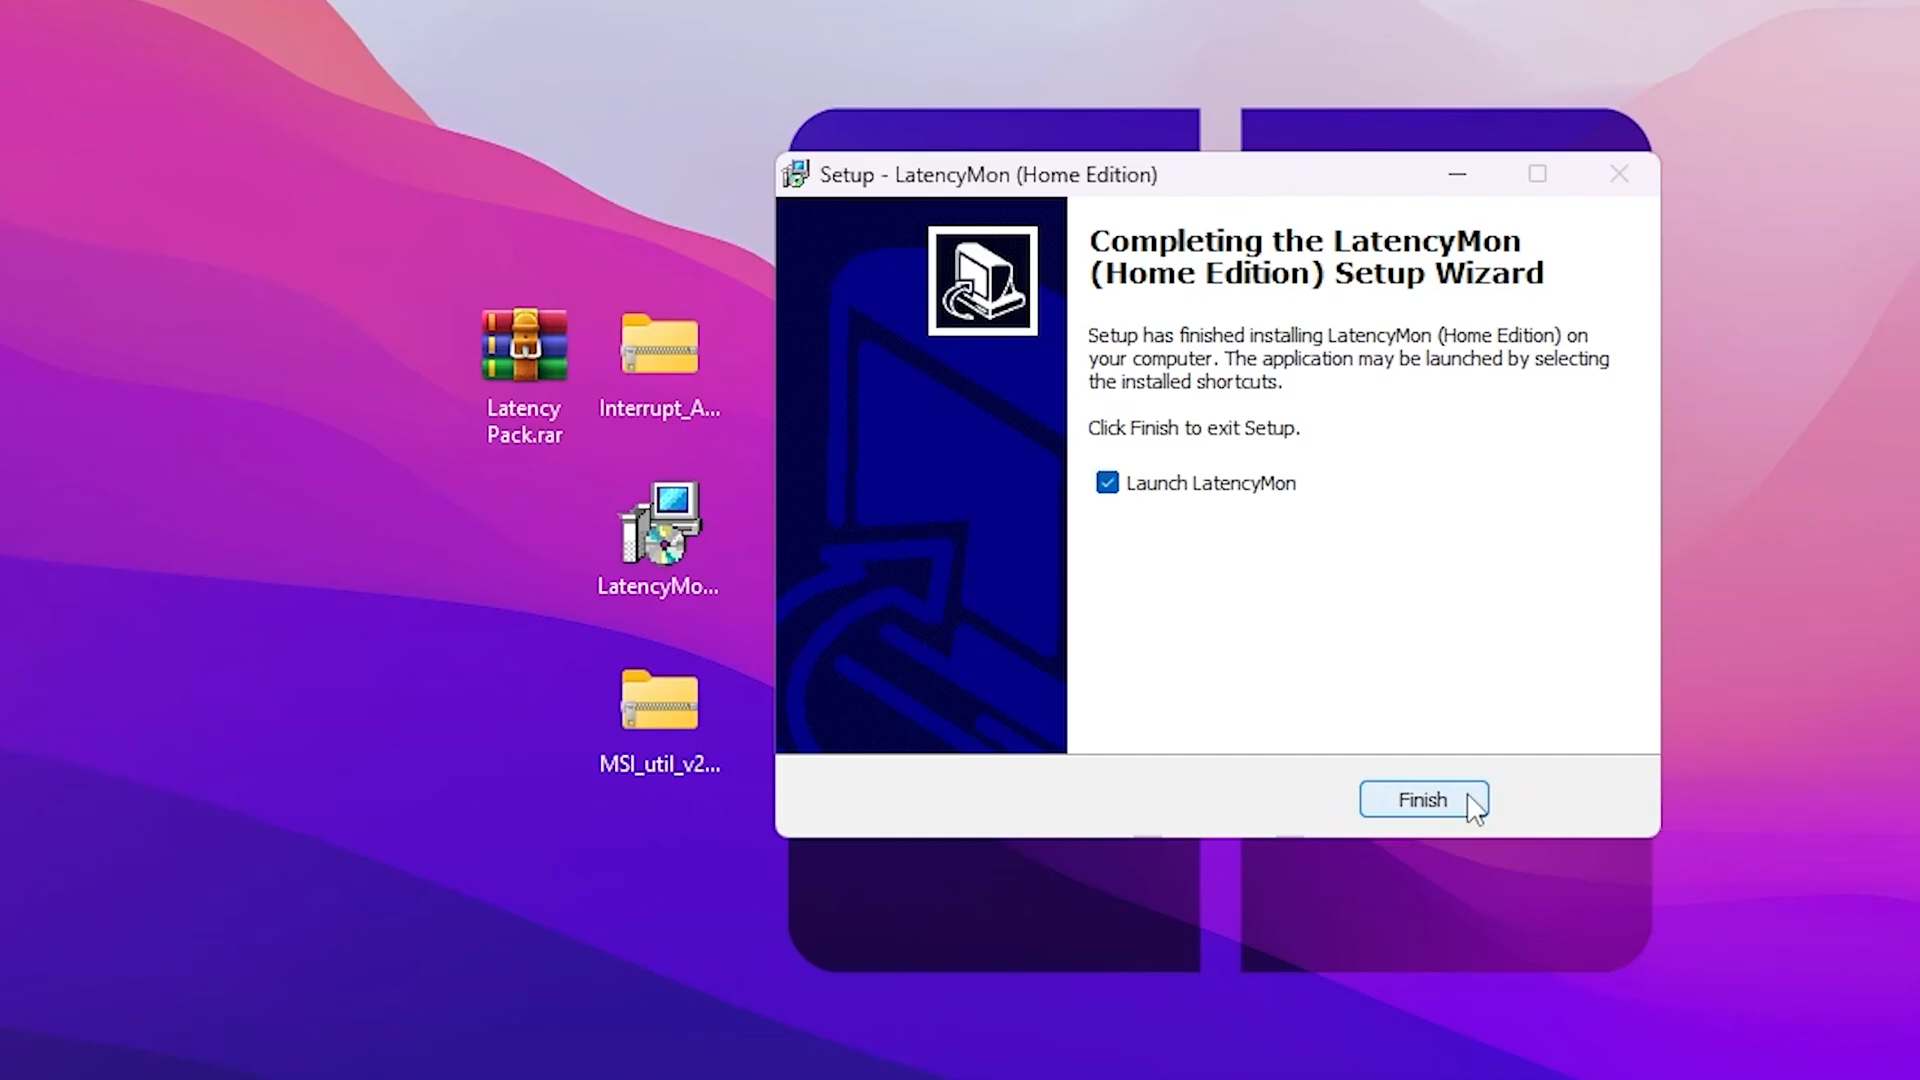 Setup - LatencyMon (Home Edition)
Completing the LatencyMon
(Home Edition) Setup Wizard
Setup has finished installing LatencyMon (Home Edition) on
your computer. The application may be launched by selecting
the installed shortcuts.
Click Finish to exit Setup.
Launch LatencyMon
Finish
Latency
Pack.rar
Interrupt_A...
LatencyMo...
MSI_util_v2...